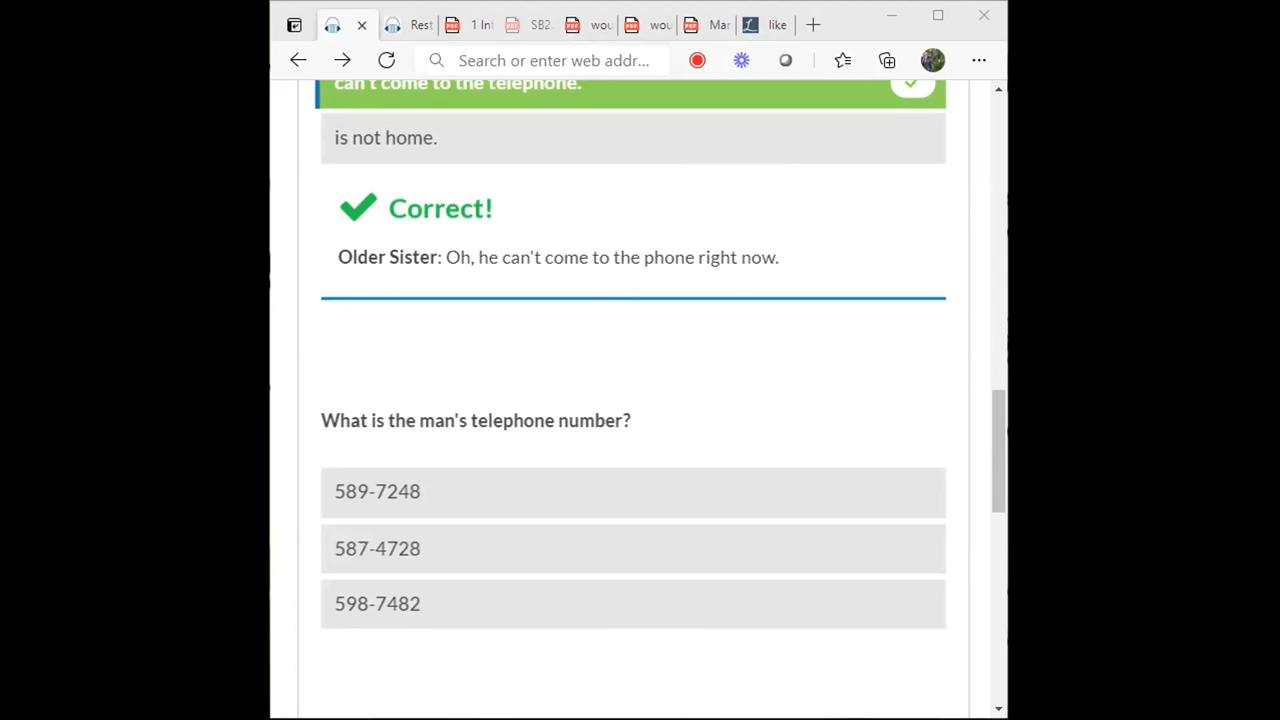 Rest
1 Int
SB2.
wou
wou
Mar
like
Search or enter web addr...
can't come to the telephone.
is not home.
Correct!
Older Sister: Oh, he can't come to the phone right now.
What is the man's telephone number?
589-7248
587-4728
598-7482